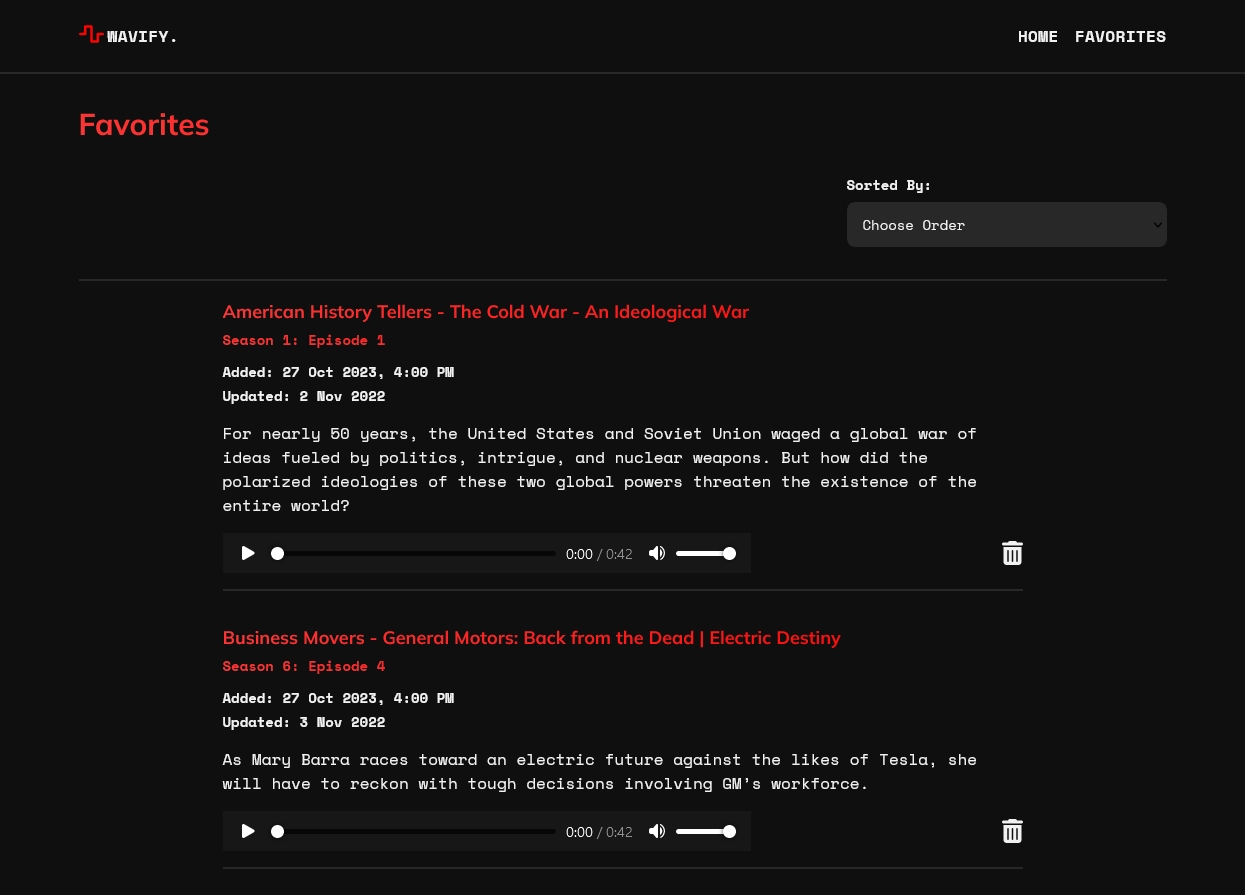 WAVIFY.
HOME FAVORITES
Favorites
Sorted By:
Choose Order
American History Tellers - The Cold War - An Ideological War
Season 1: Episode 1
Added: 27 Oct 2023, 4:00 PM
Updated: 2 Nov 2022
For nearly 50 years, the United States and Soviet Union waged a global war of
ideas fueled by politics, intrigue, and nuclear weapons. But how did the
polarized ideologies of these two global powers threaten the existence of the
entire world?
0:00 / 0:42
Business Movers - General Motors: Back from the Dead | Electric Destiny
Season 6: Episode 4
Added: 27 Oct 2023, 4:00 PM
Updated: 3 Nov 2022
As Mary Barra races toward an electric future against the likes of Tesla, she
will have to reckon with tough decisions involving GM's workforce.
0:00 / 0:42